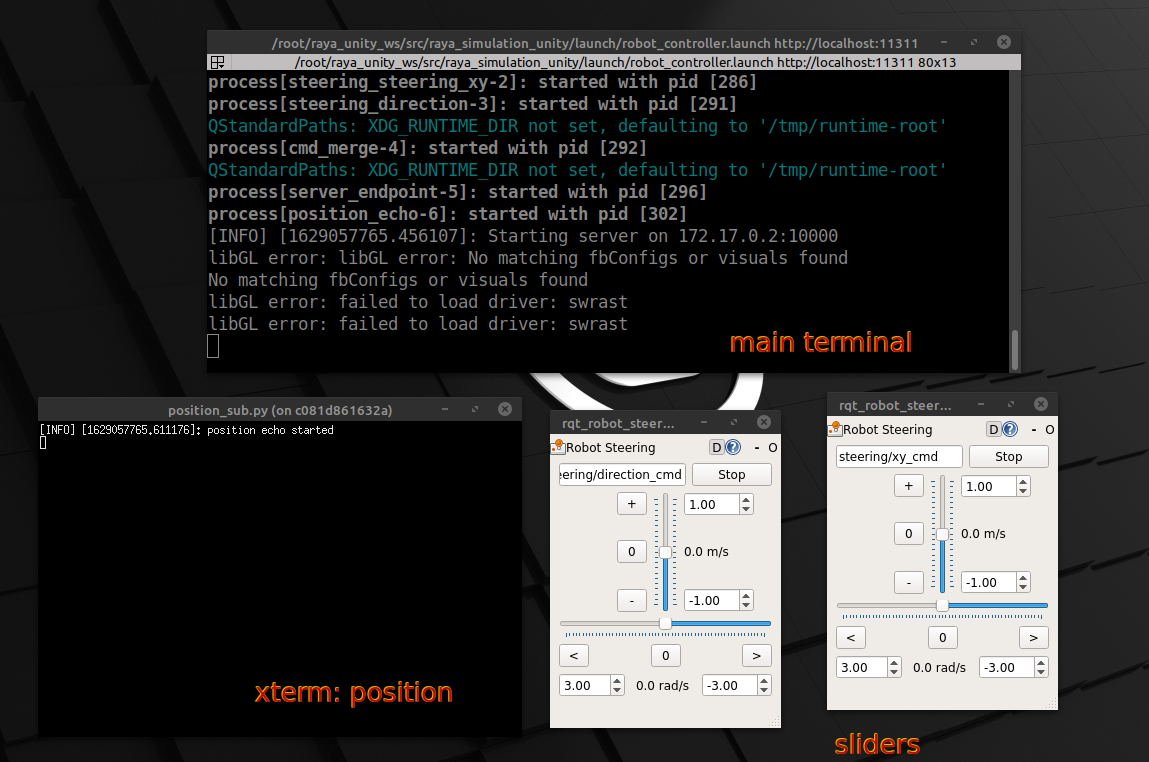 /root/raya_unity_ws/src/raya_simulation_unity/launch/robot_controller.launch http://localhost:11311
/root/raya_unity_ws/src/raya_simulation_unity/launch/robot_controller.launch http://localhost:11311 80x13
process[steering_steering_xy-2]: started with pid [286]
process[steering_direction-3]: started with pid [291]
QStandardPaths: XDG_RUNTIME_DIR not set, defaulting to '/tmp/runtime-root'
process[cmd_merge-4]: started with pid [292]
QStandardPaths: XDG_RUNTIME_DIR not set, defaulting to '/tmp/runtime-root'
process[server_endpoint-5]: started with pid [296]
process[position_echo-6]: started with pid [302]
[INFO] [1629057765.456107]: Starting server on 172.17.0.2:10000
libGL error: libGL error: No matching fbConfigs or visuals found
No matching fbConfigs or visuals found
libGL error: failed to load driver: swrast
libGL error: failed to load driver: swrast
main terminal
position_sub.py (on c081d861632a)
[INFO] [1629057765.611176]: position echo started
xterm: position
rqt_robot_steer...
Robot Steering
D ? - O
eering/direction_cmd Stop
+ 1.00
0 0.0 m/s
- -1.00
< 0 >
3.00 0.0 rad/s -3.00
rqt_robot_steer...
Robot Steering
D ? - O
steering/xy_cmd Stop
+ 1.00
0 0.0 m/s
- -1.00
< 0 >
3.00 0.0 rad/s -3.00
sliders